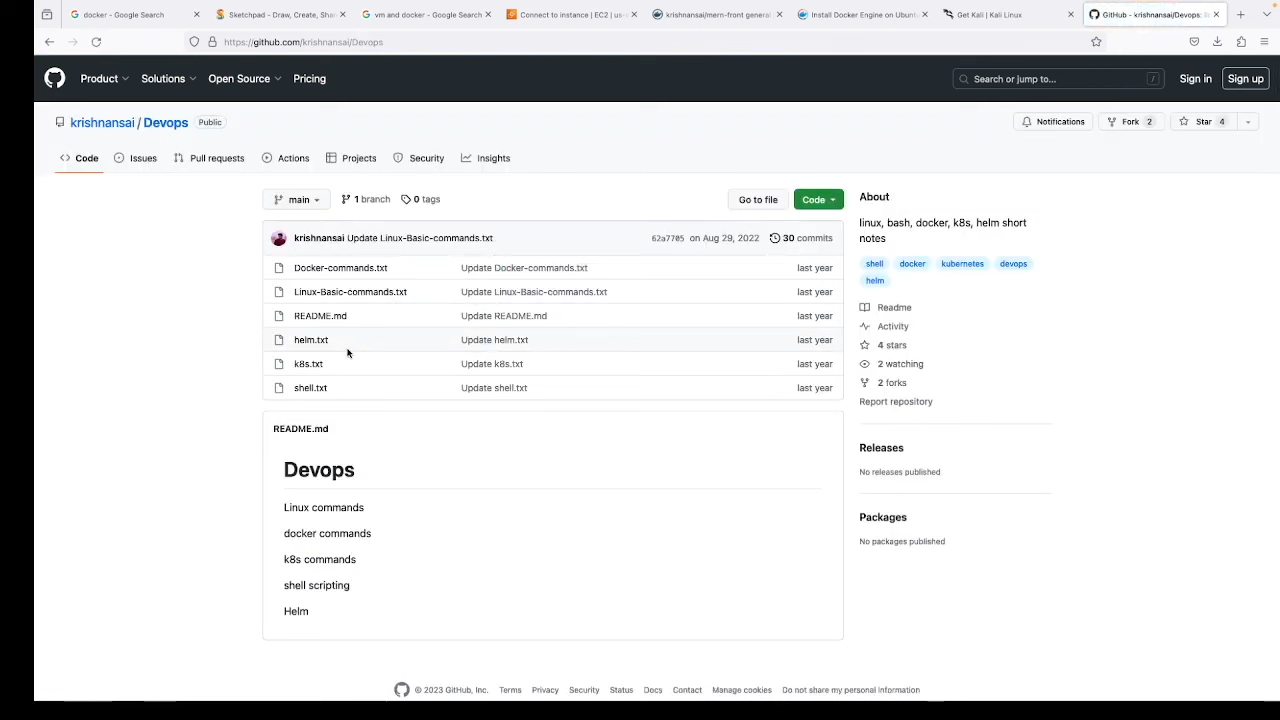 docker - Google Search
Sketchpad - Draw, Create, Shar
vm and docker - Google Search
Connect to instance | EC2 | us-
krishnansai/mern-front general
Install Docker Engine on Ubuntu
Get Kali | Kali Linux
GitHub - krishnansai/Devops: li
https://github.com/krishnansai/Devops
Product
Solutions
Open Source
Pricing
Search or jump to...
/
Sign in
Sign up
krishnansai / Devops
Public
Notifications
Fork 2
Star 4
Code
Issues
Pull requests
Actions
Projects
Security
Insights
main
1 branch
0 tags
Go to file
Code
krishnansai Update Linux-Basic-commands.txt
62a7705 on Aug 29, 2022
30 commits
Docker-commands.txt Update Docker-commands.txt last year
Linux-Basic-commands.txt Update Linux-Basic-commands.txt last year
README.md Update README.md last year
helm.txt Update helm.txt last year
k8s.txt Update k8s.txt last year
shell.txt Update shell.txt last year
README.md
Devops
Linux commands
docker commands
k8s commands
shell scripting
Helm
About
linux, bash, docker, k8s, helm short
notes
shell docker kubernetes devops
helm
Readme
Activity
4 stars
2 watching
2 forks
Report repository
Releases
No releases published
Packages
No packages published
© 2023 GitHub, Inc.
Terms
Privacy
Security
Status
Docs
Contact
Manage cookies
Do not share my personal information